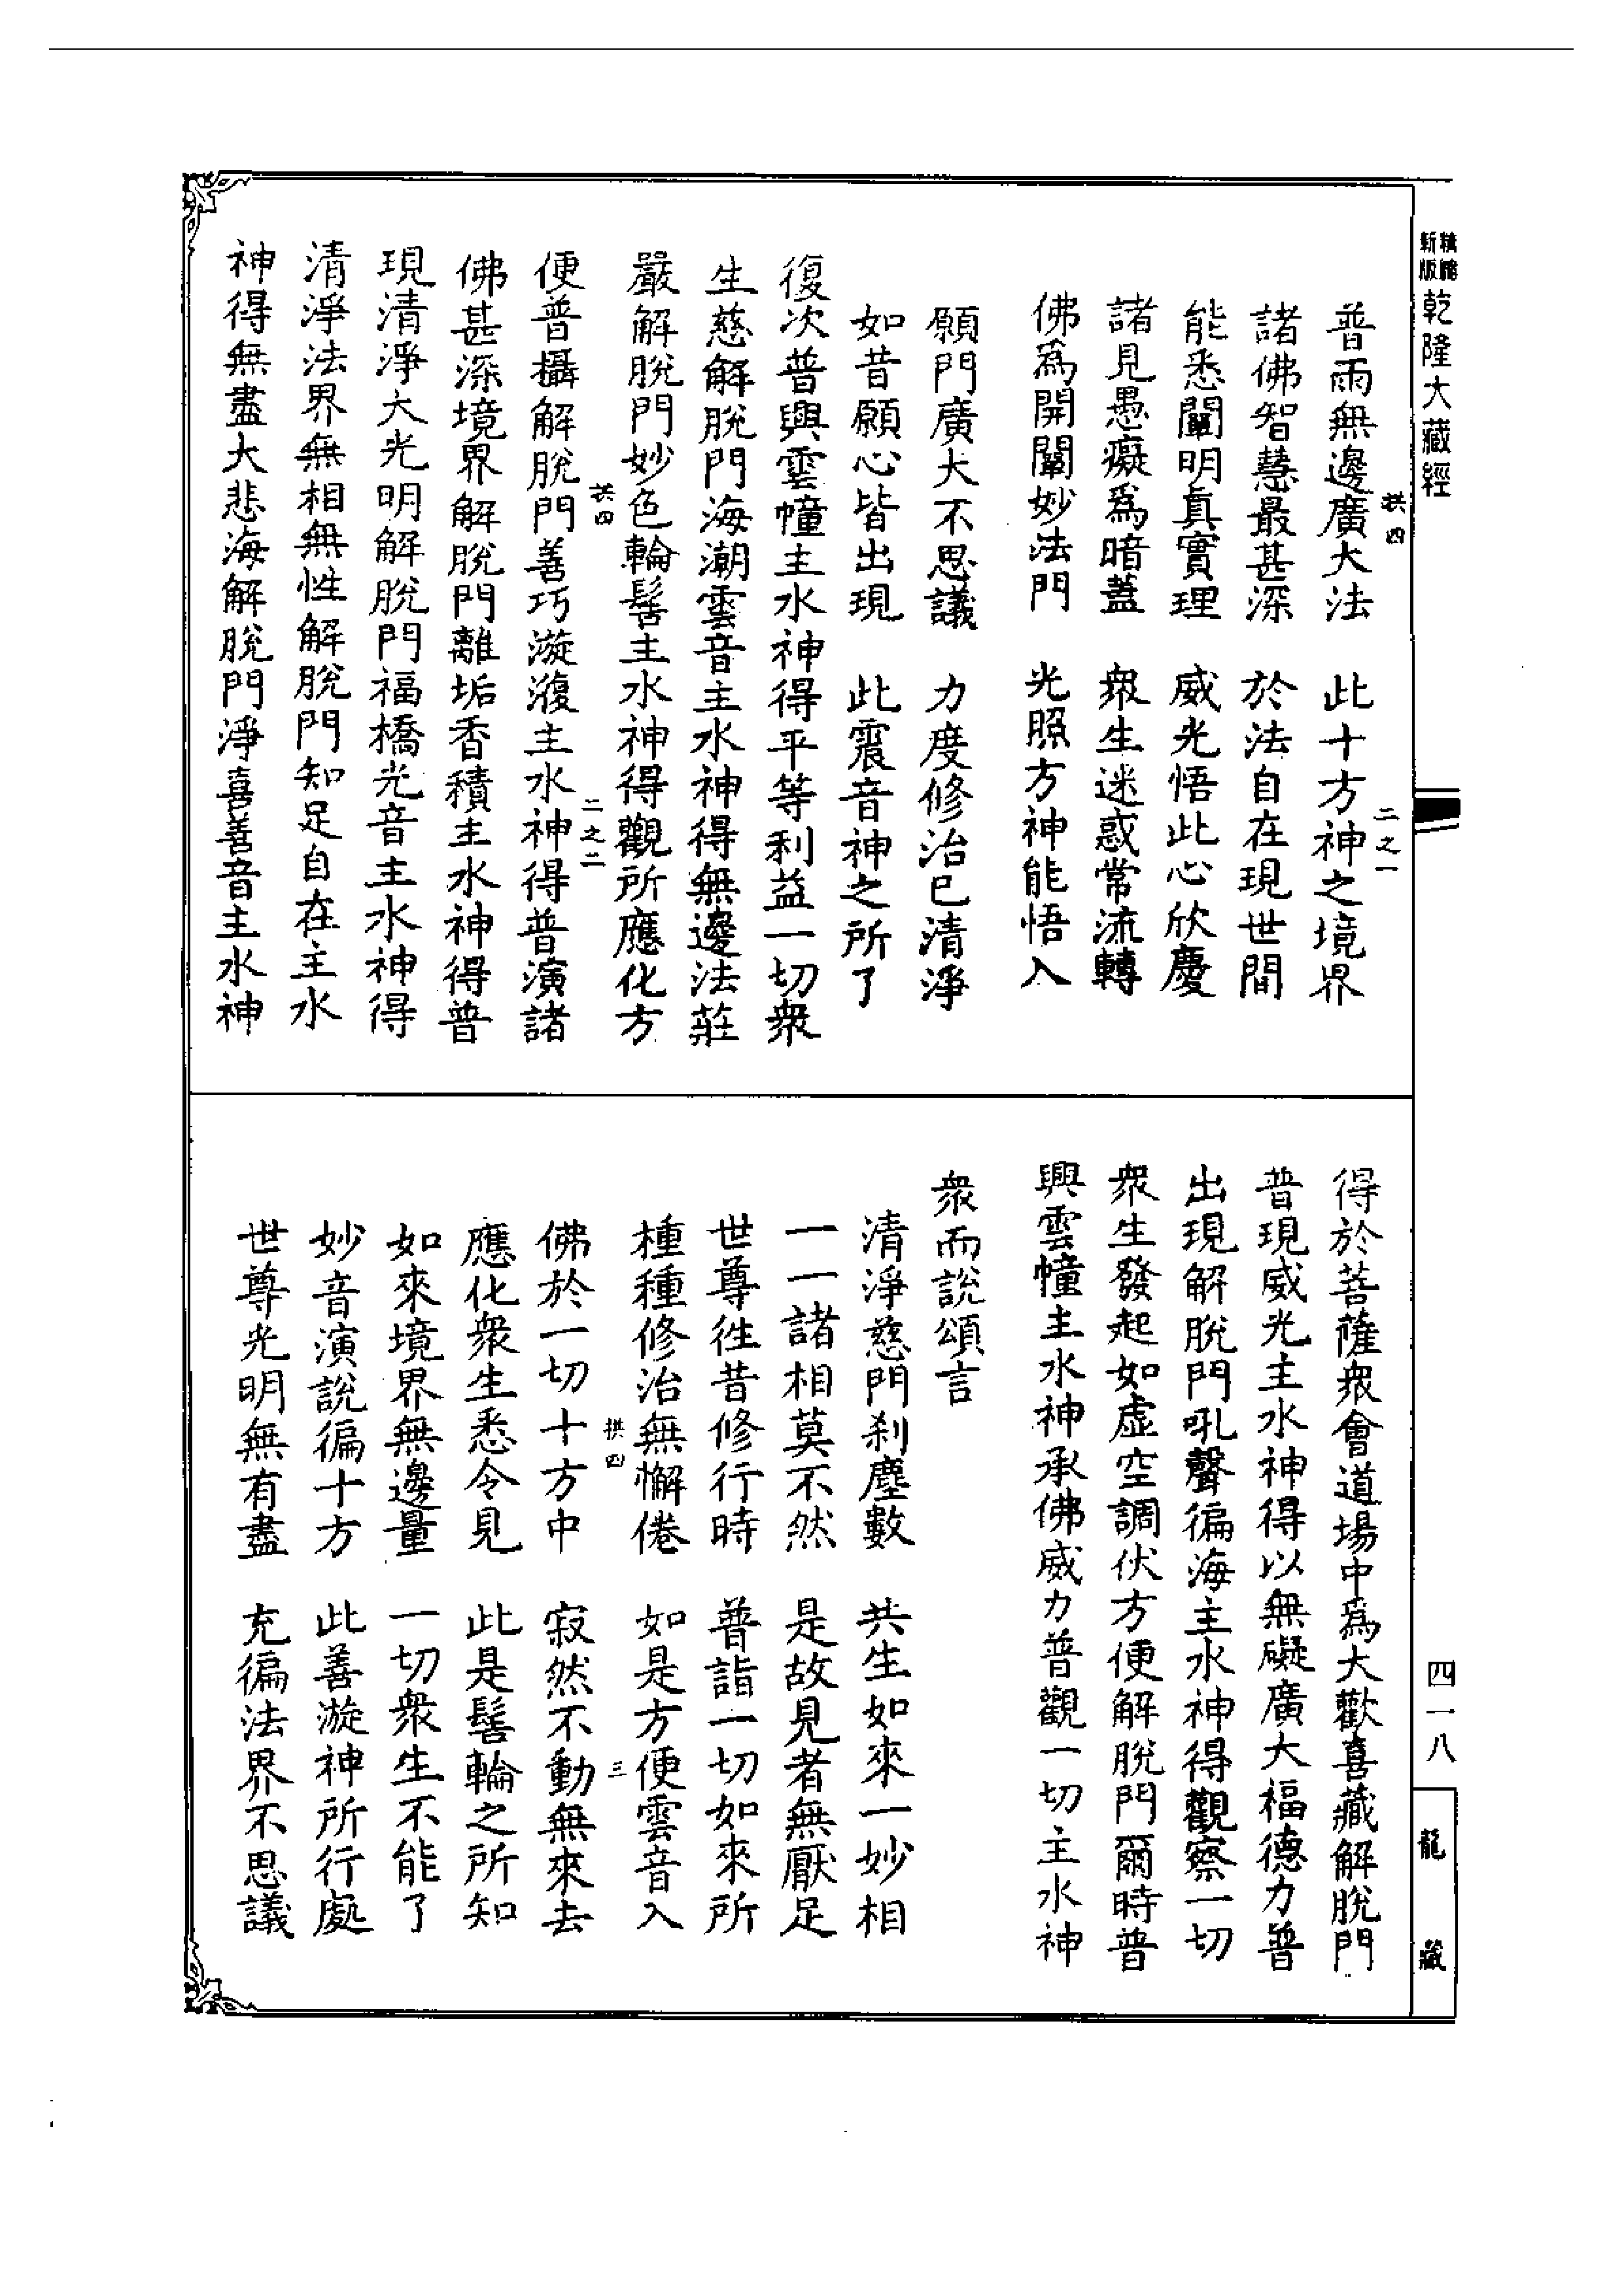 精縮新版乾隆大藏經
普雨無邊廣大法　此十方神之境界
拱四　二之一
諸佛智慧最甚深　於法自在現世間
能悉闡明真實理　威光悟此心欣慶
諸見愚癡為暗蓋　衆生迷惑常流轉
佛為開闡妙法門　光照方神能悟入
願門廣大不思議　力度修治已清淨
如昔願心皆出現　此震音神之所了
復次普興雲幢主水神得平等利益一切衆
生慈解脫門海潮雲音主水神得無邊法莊
嚴解脫門妙色輪髻主水神得觀所應化方
拱四　二之二
便普攝解脫門善巧漩澓主水神得普演諸
佛甚深境界解脫門離垢香積主水神得普
現清淨大光明解脫門福橋光音主水神得
清淨法界無相無性解脫門知足自在主水
神得無盡大悲海解脫門淨喜善音主水神
得於菩薩衆會道場中為大歡喜藏解脫門
普現威光主水神得以無礙廣大福德力普
出現解脫門吼聲徧海主水神得觀察一切
衆生發起如虛空調伏方便解脫門爾時普
興雲幢主水神承佛威力普觀一切主水神
衆而說頌言
清淨慈門刹塵數　共生如來一妙相
一一諸相莫不然　是故見者無厭足
世尊往昔修行時　普詣一切如來所
種種修治無懈倦　如是方便雲音入
拱四　三
佛於一切十方中　寂然不動無來去
應化衆生悉令見　此是髻輪之所知
如來境界無邊量　一切衆生不能了
妙音演說徧十方　此善漩神所行處
世尊光明無有盡　充徧法界不思議
四一八
龍藏